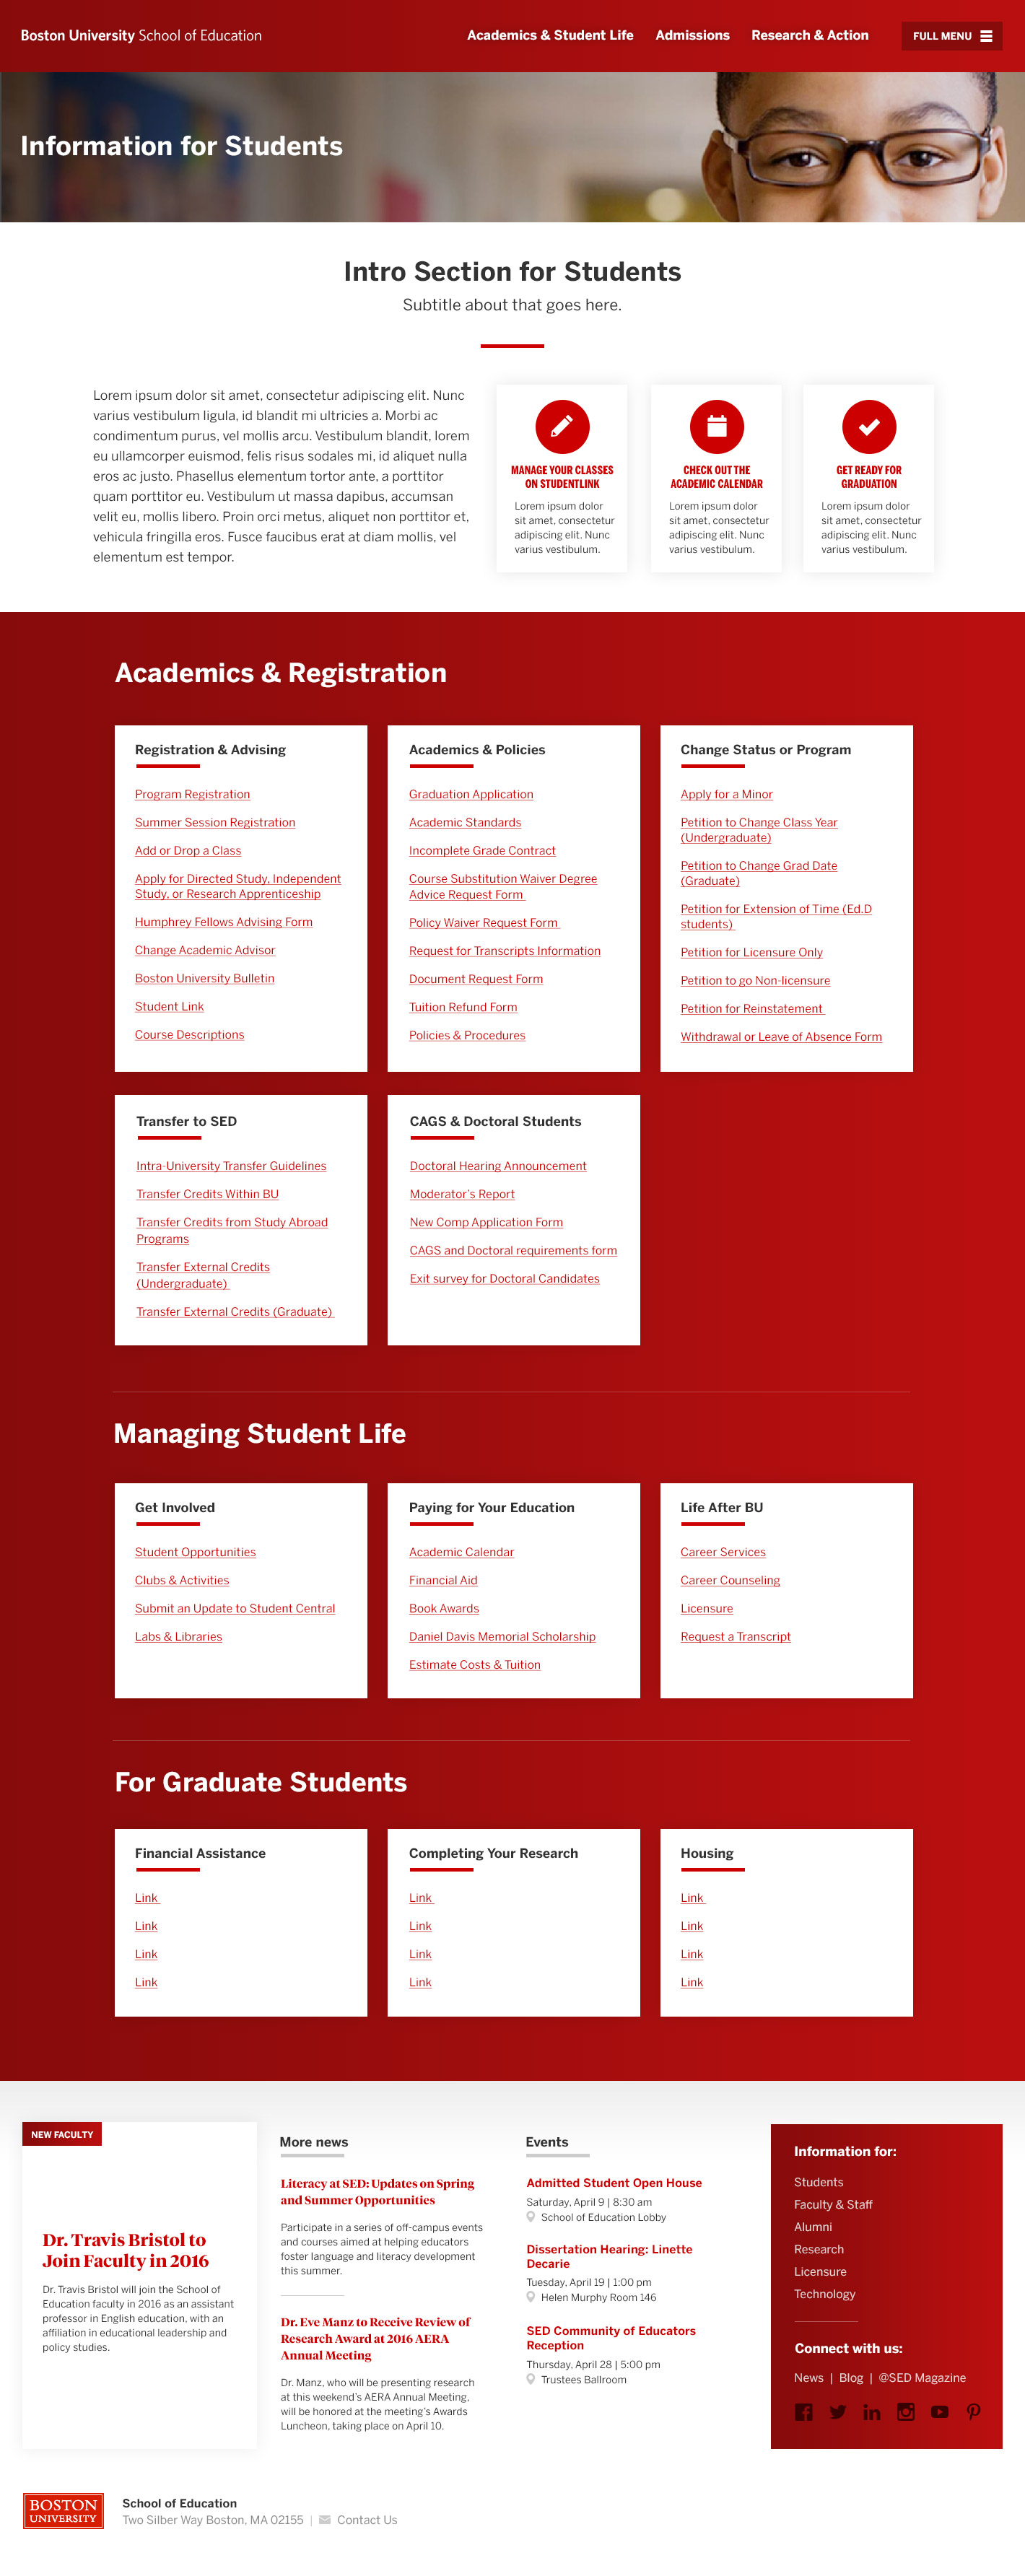 Boston University School of Education
Academics & Student Life
Admissions
Research & Action
FULL MENU
Information for Students
Intro Section for Students
Subtitle about that goes here.
Lorem ipsum dolor sit amet, consectetur adipiscing elit. Nunc
varius vestibulum ligula, id blandit mi ultricies a. Morbi ac
condimentum purus, vel mollis arcu. Vestibulum blandit, lorem
eu ullamcorper euismod, felis risus sodales mi, id aliquet nulla
eros ac justo. Phasellus elementum tortor ante, a porttitor
quam porttitor eu. Vestibulum ut massa dapibus, accumsan
velit eu, mollis libero. Proin orci metus, aliquet non porttitor et,
vehicula fringilla eros. Fusce faucibus erat at diam mollis, vel
elementum est tempor.
MANAGE YOUR CLASSES
ON STUDENTLINK
Lorem ipsum dolor
sit amet, consectetur
adipiscing elit. Nunc
varius vestibulum.
CHECK OUT THE
ACADEMIC CALENDAR
Lorem ipsum dolor
sit amet, consectetur
adipiscing elit. Nunc
varius vestibulum.
GET READY FOR
GRADUATION
Lorem ipsum dolor
sit amet, consectetur
adipiscing elit. Nunc
varius vestibulum.
Academics & Registration
Registration & Advising
Program Registration
Summer Session Registration
Add or Drop a Class
Apply for Directed Study, Independent
Study, or Research Apprenticeship
Humphrey Fellows Advising Form
Change Academic Advisor
Boston University Bulletin
Student Link
Course Descriptions
Academics & Policies
Graduation Application
Academic Standards
Incomplete Grade Contract
Course Substitution Waiver Degree
Advice Request Form
Policy Waiver Request Form
Request for Transcripts Information
Document Request Form
Tuition Refund Form
Policies & Procedures
Change Status or Program
Apply for a Minor
Petition to Change Class Year
(Undergraduate)
Petition to Change Grad Date
(Graduate)
Petition for Extension of Time (Ed.D
students)
Petition for Licensure Only
Petition to go Non-licensure
Petition for Reinstatement
Withdrawal or Leave of Absence Form
Transfer to SED
Intra-University Transfer Guidelines
Transfer Credits Within BU
Transfer Credits from Study Abroad
Programs
Transfer External Credits
(Undergraduate)
Transfer External Credits (Graduate)
CAGS & Doctoral Students
Doctoral Hearing Announcement
Moderator's Report
New Comp Application Form
CAGS and Doctoral requirements form
Exit survey for Doctoral Candidates
Managing Student Life
Get Involved
Student Opportunities
Clubs & Activities
Submit an Update to Student Central
Labs & Libraries
Paying for Your Education
Academic Calendar
Financial Aid
Book Awards
Daniel Davis Memorial Scholarship
Estimate Costs & Tuition
Life After BU
Career Services
Career Counseling
Licensure
Request a Transcript
For Graduate Students
Financial Assistance
Link
Link
Link
Link
Completing Your Research
Link
Link
Link
Link
Housing
Link
Link
Link
Link
NEW FACULTY
Dr. Travis Bristol to
Join Faculty in 2016
Dr. Travis Bristol will join the School of
Education faculty in 2016 as an assistant
professor in English education, with an
affiliation in educational leadership and
policy studies.
More news
Literacy at SED: Updates on Spring
and Summer Opportunities
Participate in a series of off-campus events
and courses aimed at helping educators
foster language and literacy development
this summer.
Dr. Eve Manz to Receive Review of
Research Award at 2016 AERA
Annual Meeting
Dr. Manz, who will be presenting research
at this weekend's AERA Annual Meeting,
will be honored at the meeting's Awards
Luncheon, taking place on April 10.
Events
Admitted Student Open House
Saturday, April 9 | 8:30 am
School of Education Lobby
Dissertation Hearing: Linette
Decarie
Tuesday, April 19 | 1:00 pm
Helen Murphy Room 146
SED Community of Educators
Reception
Thursday, April 28 | 5:00 pm
Trustees Ballroom
Information for:
Students
Faculty & Staff
Alumni
Research
Licensure
Technology
Connect with us:
News | Blog | @SED Magazine
BOSTON
UNIVERSITY
School of Education
Two Silber Way Boston, MA 02155 | Contact Us